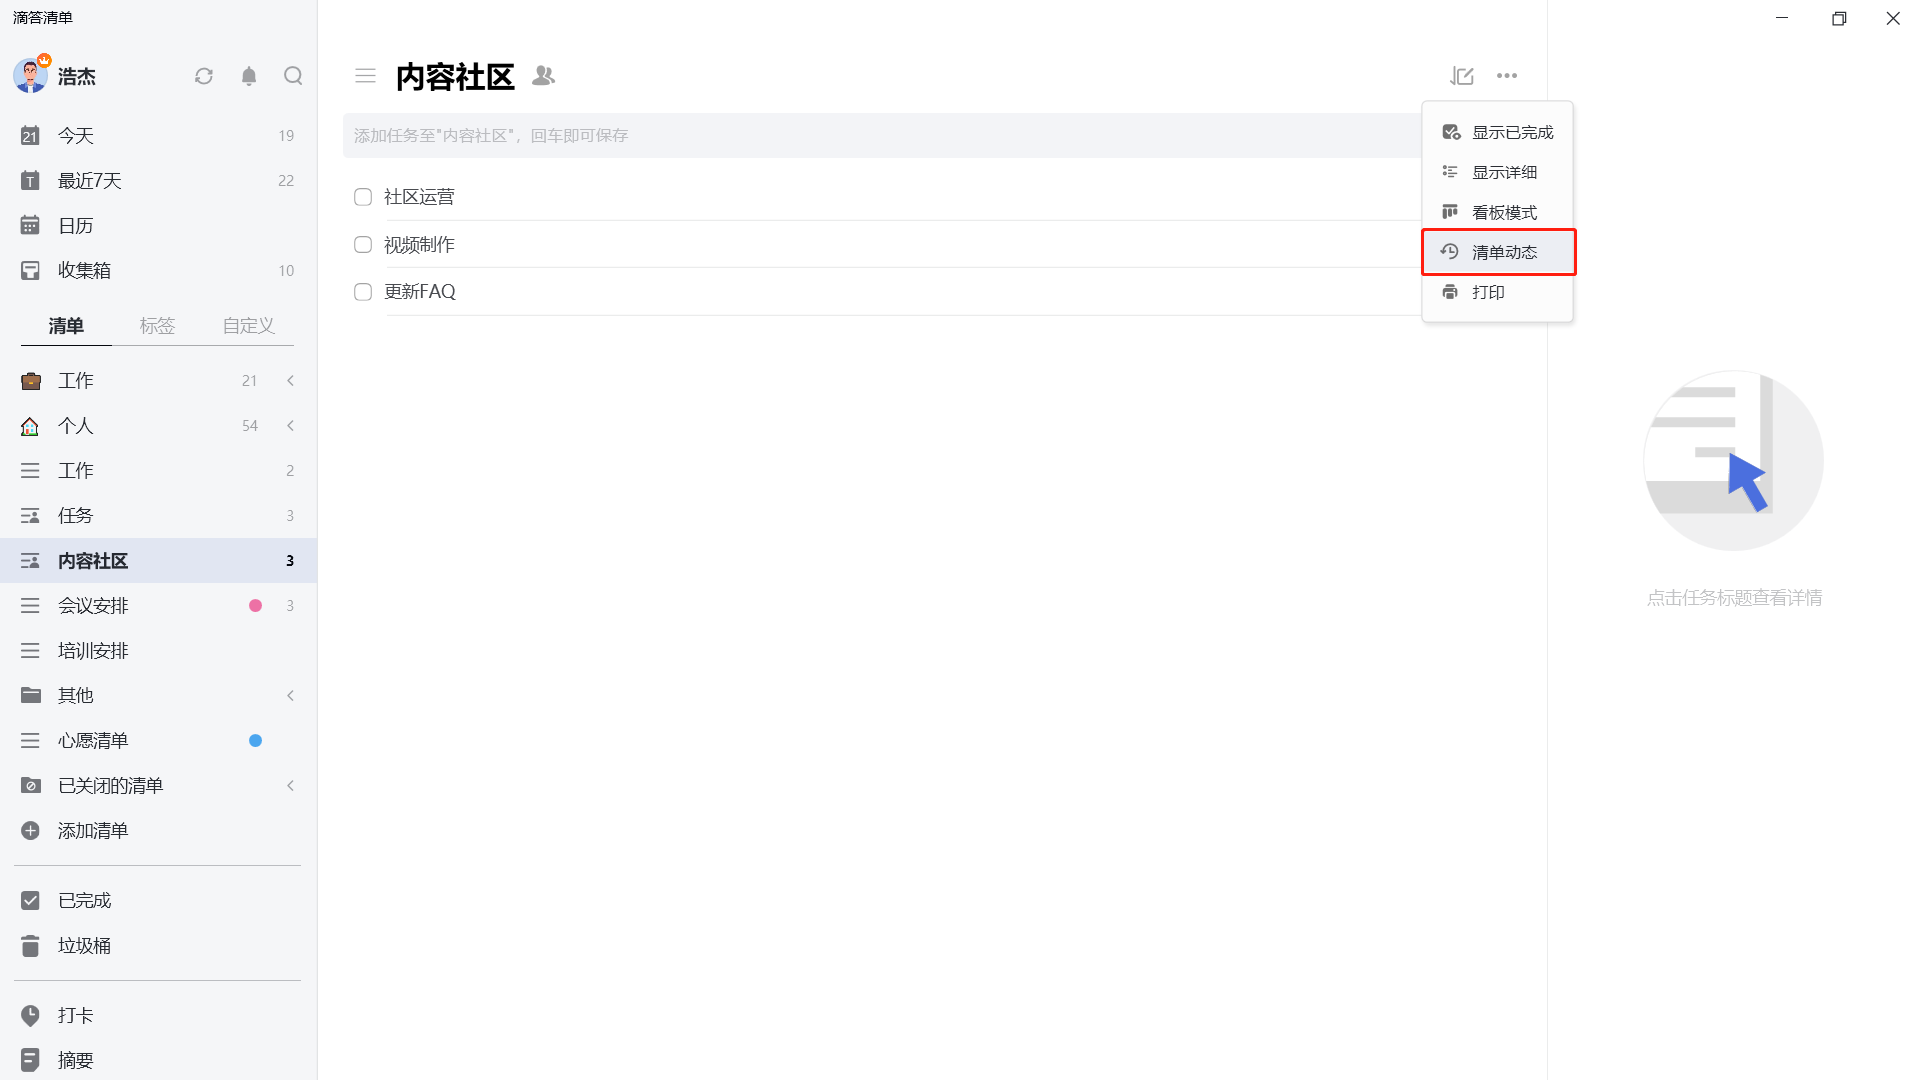 滴答清单
浩杰
21 今天 19
T 最近7天 22
日历
收集箱 10
清单 标签 自定义
工作 21
个人 54
工作 2
任务 3
内容社区 3
会议安排 3
培训安排
其他
心愿清单
已关闭的清单
添加清单
已完成
垃圾桶
打卡
摘要
内容社区
添加任务至"内容社区"，回车即可保存
社区运营
视频制作
更新FAQ
显示已完成
显示详细
看板模式
清单动态
打印
点击任务标题查看详情